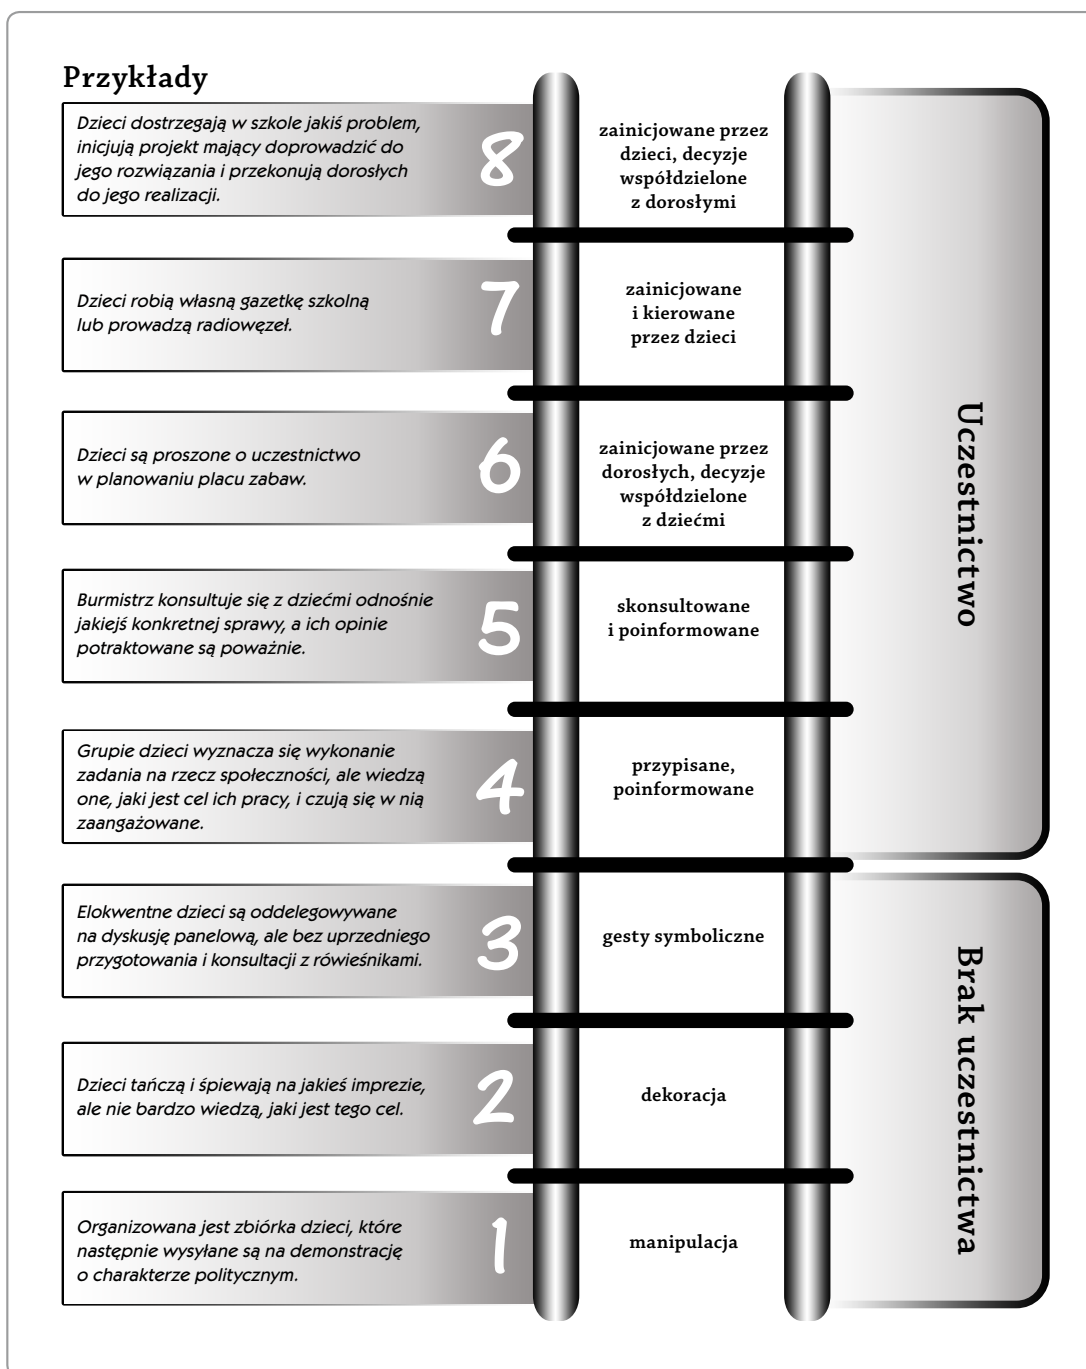 Przykłady
Dzieci dostrzegają w szkole jakiś problem,
inicjują projekt mający doprowadzić do
jego rozwiązania i przekonują dorosłych
do jego realizacji.
8
zainicjowane przez
dzieci, decyzje
współdzielone
z dorosłymi
Dzieci robią własną gazetkę szkolną
lub prowadzą radiowęzeł.
7
zainicjowane
i kierowane
przez dzieci
Dzieci są proszone o uczestnictwo
w planowaniu placu zabaw.
6
zainicjowane przez
dorosłych, decyzje
współdzielone
z dziećmi
Burmistrz konsultuje się z dziećmi odnośnie
jakiejś konkretnej sprawy, a ich opinie
potraktowane są poważnie.
5
skonsultowane
i poinformowane
Grupie dzieci wyznacza się wykonanie
zadania na rzecz społeczności, ale wiedzą
one, jaki jest cel ich pracy, i czują się w nią
zaangażowane.
4
przypisane,
poinformowane
Uczestnictwo
Elokwentne dzieci są oddelegowywane
na dyskusję panelową, ale bez uprzedniego
przygotowania i konsultacji z rówieśnikami.
3
gesty symboliczne
Dzieci tańczą i śpiewają na jakieś imprezie,
ale nie bardzo wiedzą, jaki jest tego cel.
2
dekoracja
Organizowana jest zbiórka dzieci, które
następnie wysyłane są na demonstrację
o charakterze politycznym.
1
manipulacja
Brak uczestnictwa